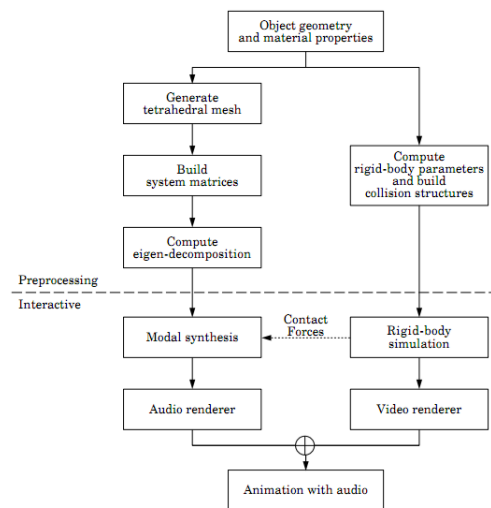 Object geometry
and material properties
Generate
tetrahedral mesh
Build
system matrices
Compute
rigid-body parameters
and build
collision structures
Compute
eigen-decomposition
Preprocessing
Interactive
Contact
Forces
Modal synthesis
Rigid-body
simulation
Audio renderer
Video renderer
Animation with audio